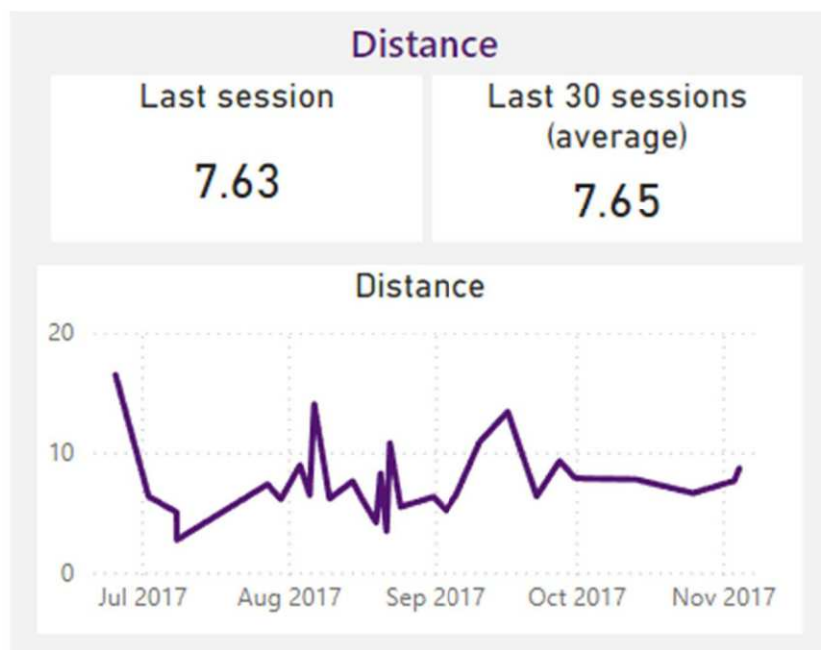 Distance
Last session
7.63
Last 30 sessions
(average)
7.65
Distance
20
10
0
Jul 2017 Aug 2017 Sep 2017 Oct 2017 Nov 2017